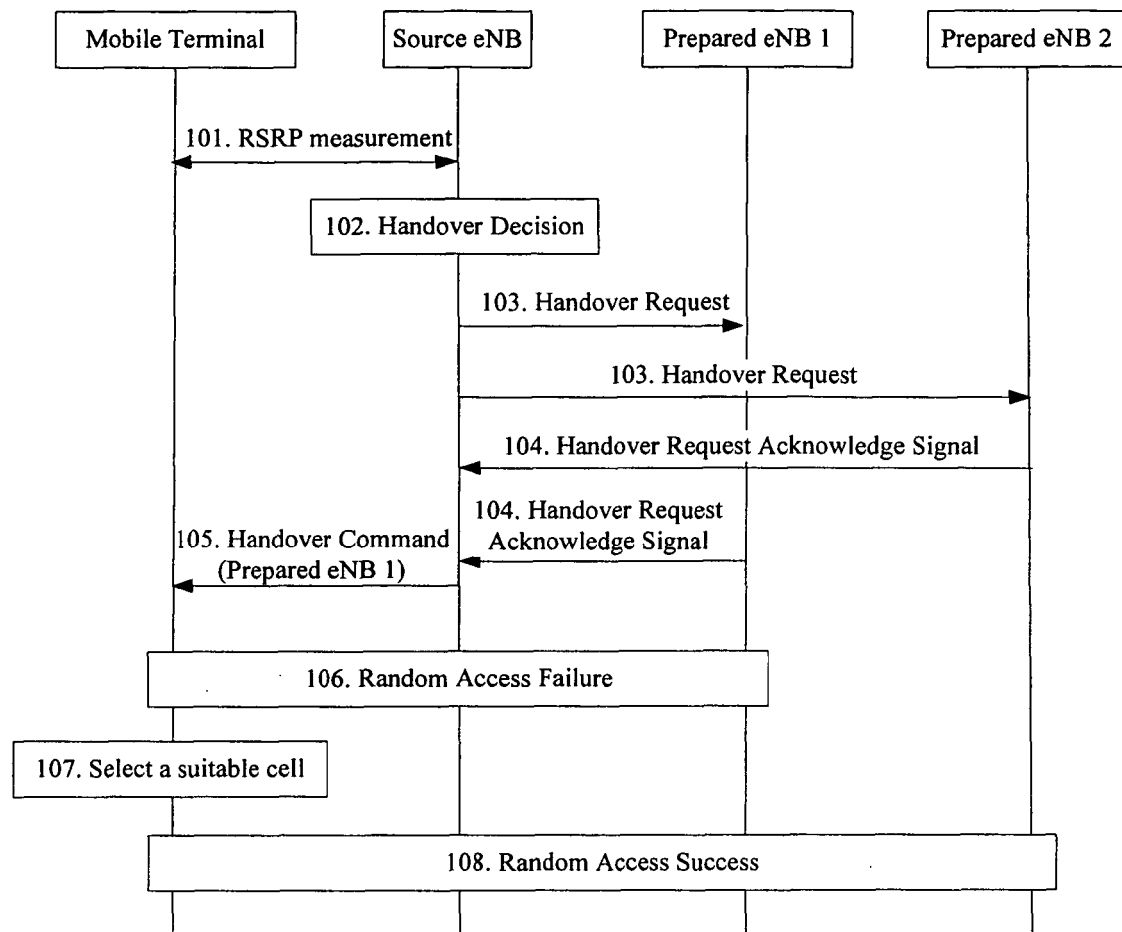 Mobile Terminal
Source eNB
Prepared eNB 1
Prepared eNB 2
101. RSRP measurement
102. Handover Decision
103. Handover Request
103. Handover Request
104. Handover Request Acknowledge Signal
104. Handover Request
Acknowledge Signal
105. Handover Command
(Prepared eNB 1)
106. Random Access Failure
107. Select a suitable cell
108. Random Access Success